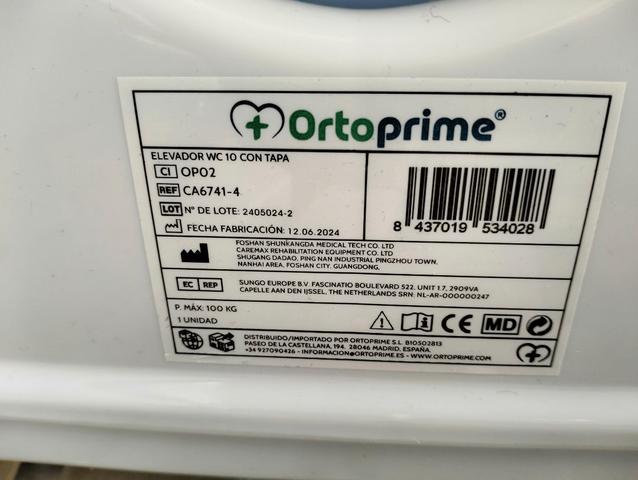 Ortoprime®
ELEVADOR WC 10 CON TAPA
CI OP02
REF CA6741-4
LOT Nº DE LOTE: 2405024-2
FECHA FABRICACIÓN: 12.06.2024
8 437019 534028
FOSHAN SHUNKANGDA MEDICAL TECH CO. LTD
CAREMAX REHABILITATION EQUIPMENT CO. LTD
SHUGANG DADAO, PING NAN INDUSTRIAL PINGZHOU TOWN,
NANHAI AREA, FOSHAN CITY, GUANGDONG,
EC REP
SUNGO EUROPE B.V. FASCINATIO BOULEVARD 522, UNIT 1.7, 2909VA
CAPELLE AAN DEN IJSSEL, THE NETHERLANDS SRN: NL-AR-000000247
P. MÁX: 100 KG
1 UNIDAD
CE MD
DISTRIBUIDO/IMPORTADO POR ORTOPRIME S.L. B10502813
PASEO DE LA CASTELLANA, 194. 28046 MADRID, ESPAÑA.
+34 927090426 - INFORMACION@ORTOPRIME.ES - WWW.ORTOPRIME.COM